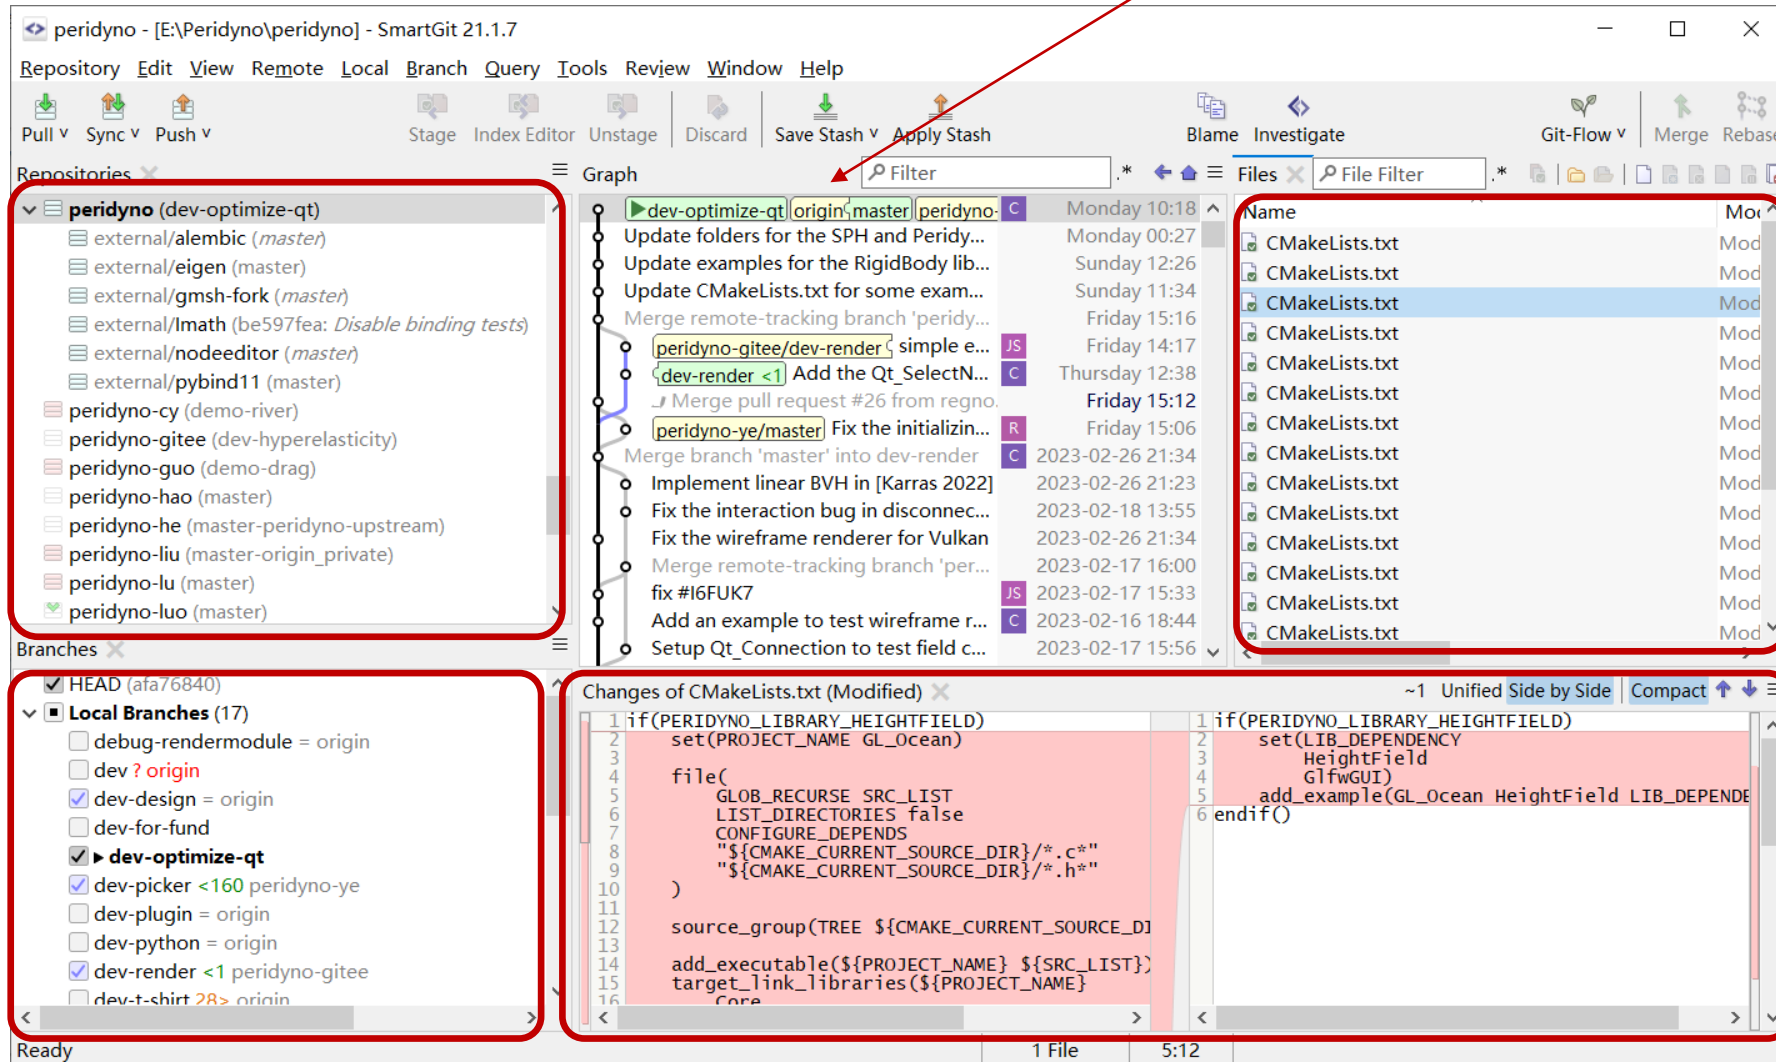 peridyno - [E:\Peridyno\peridyno] - SmartGit 21.1.7
Repository Edit View Remote Local Branch Query Tools Review Window Help
Pull Sync Push Stage Index Editor Unstage Discard Save Stash Apply Stash Blame Investigate Git-Flow Merge Rebase
Repositories
peridyno (dev-optimize-qt)
external/alembic (master)
external/eigen (master)
external/gmsh-fork (master)
external/Imath (be597fea: Disable binding tests)
external/nodeeditor (master)
external/pybind11 (master)
peridyno-cy (demo-river)
peridyno-gitee (dev-hyperelasticity)
peridyno-guo (demo-drag)
peridyno-hao (master)
peridyno-he (master-peridyno-upstream)
peridyno-liu (master-origin_private)
peridyno-lu (master)
peridyno-luo (master)
Branches
HEAD (afa76840)
Local Branches (17)
debug-rendermodule = origin
dev ? origin
dev-design = origin
dev-for-fund
dev-optimize-qt
dev-picker <160 peridyno-ye
dev-plugin = origin
dev-python = origin
dev-render <1 peridyno-gitee
dev-t-shirt 28> origin
Graph Filter .*
dev-optimize-qt origin master peridyno- C Monday 10:18
Update folders for the SPH and Peridy... Monday 00:27
Update examples for the RigidBody lib... Sunday 12:26
Update CMakeLists.txt for some exam... Sunday 11:34
Merge remote-tracking branch 'peridy... Friday 15:16
peridyno-gitee/dev-render simple e... JS Friday 14:17
dev-render <1 Add the Qt_SelectN... C Thursday 12:38
Merge pull request #26 from regno. Friday 15:12
peridyno-ye/master Fix the initializin... R Friday 15:06
Merge branch 'master' into dev-render C 2023-02-26 21:34
Implement linear BVH in [Karras 2022] 2023-02-26 21:23
Fix the interaction bug in disconnec... 2023-02-18 13:55
Fix the wireframe renderer for Vulkan 2023-02-26 21:34
Merge remote-tracking branch 'per... 2023-02-17 16:00
fix #I6FUK7 JS 2023-02-17 15:33
Add an example to test wireframe r... C 2023-02-16 18:44
Setup Qt_Connection to test field c... 2023-02-17 15:56
Files File Filter .*
Name Mod
CMakeLists.txt Mod
CMakeLists.txt Mod
CMakeLists.txt Mod
CMakeLists.txt Mod
CMakeLists.txt Mod
CMakeLists.txt Mod
CMakeLists.txt Mod
CMakeLists.txt Mod
CMakeLists.txt Mod
CMakeLists.txt Mod
CMakeLists.txt Mod
CMakeLists.txt Mod
CMakeLists.txt Mod
CMakeLists.txt Mod
Changes of CMakeLists.txt (Modified) ~1 Unified Side by Side Compact
1 if(PERIDYNO_LIBRARY_HEIGHTFIELD)
2 set(PROJECT_NAME GL_Ocean)
3
4 file(
5 GLOB_RECURSE SRC_LIST
6 LIST_DIRECTORIES false
7 CONFIGURE_DEPENDS
8 "${CMAKE_CURRENT_SOURCE_DIR}/*.c*"
9 "${CMAKE_CURRENT_SOURCE_DIR}/*.h*"
10 )
11
12 source_group(TREE ${CMAKE_CURRENT_SOURCE_DI
13
14 add_executable(${PROJECT_NAME} ${SRC_LIST})
15 target_link_libraries(${PROJECT_NAME}
16 Core
1 if(PERIDYNO_LIBRARY_HEIGHTFIELD)
2 set(LIB_DEPENDENCY
3 HeightField
4 GlfwGUI)
5 add_example(GL_Ocean HeightField LIB_DEPENDE
6 endif()
Ready 1 File 5:12